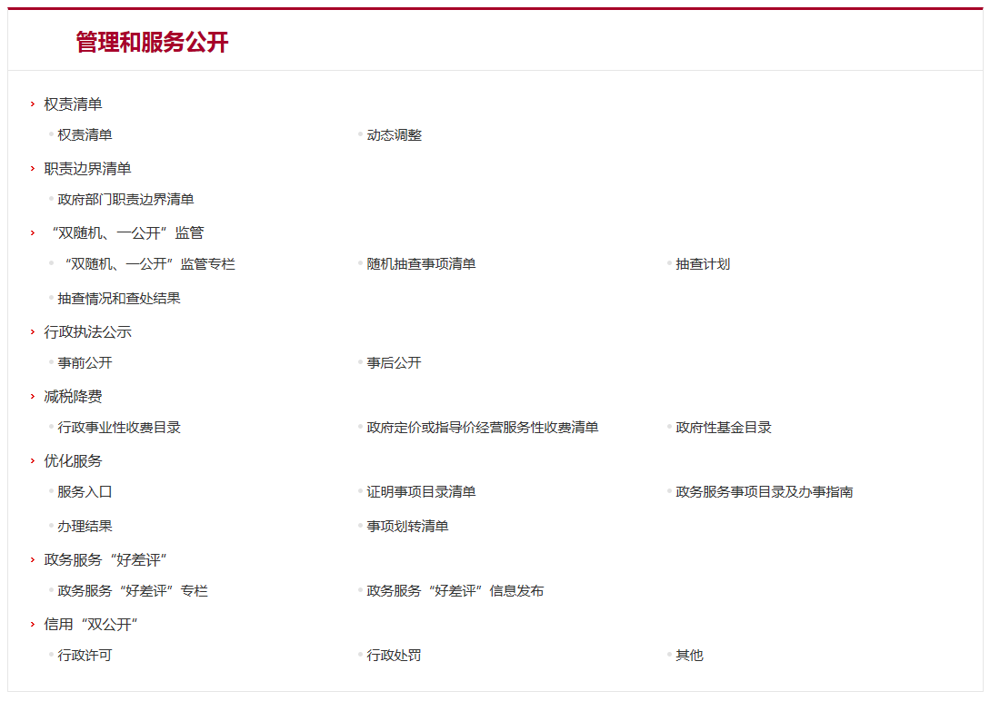 管理和服务公开
权责清单
权责清单 动态调整
职责边界清单
政府部门职责边界清单
“双随机、一公开”监管
“双随机、一公开”监管专栏 随机抽查事项清单 抽查计划
抽查情况和查处结果
行政执法公示
事前公开 事后公开
减税降费
行政事业性收费目录 政府定价或指导价经营服务性收费清单 政府性基金目录
优化服务
服务入口 证明事项目录清单 政务服务事项目录及办事指南
办理结果 事项划转清单
政务服务“好差评”
政务服务“好差评”专栏 政务服务“好差评”信息发布
信用“双公开”
行政许可 行政处罚 其他